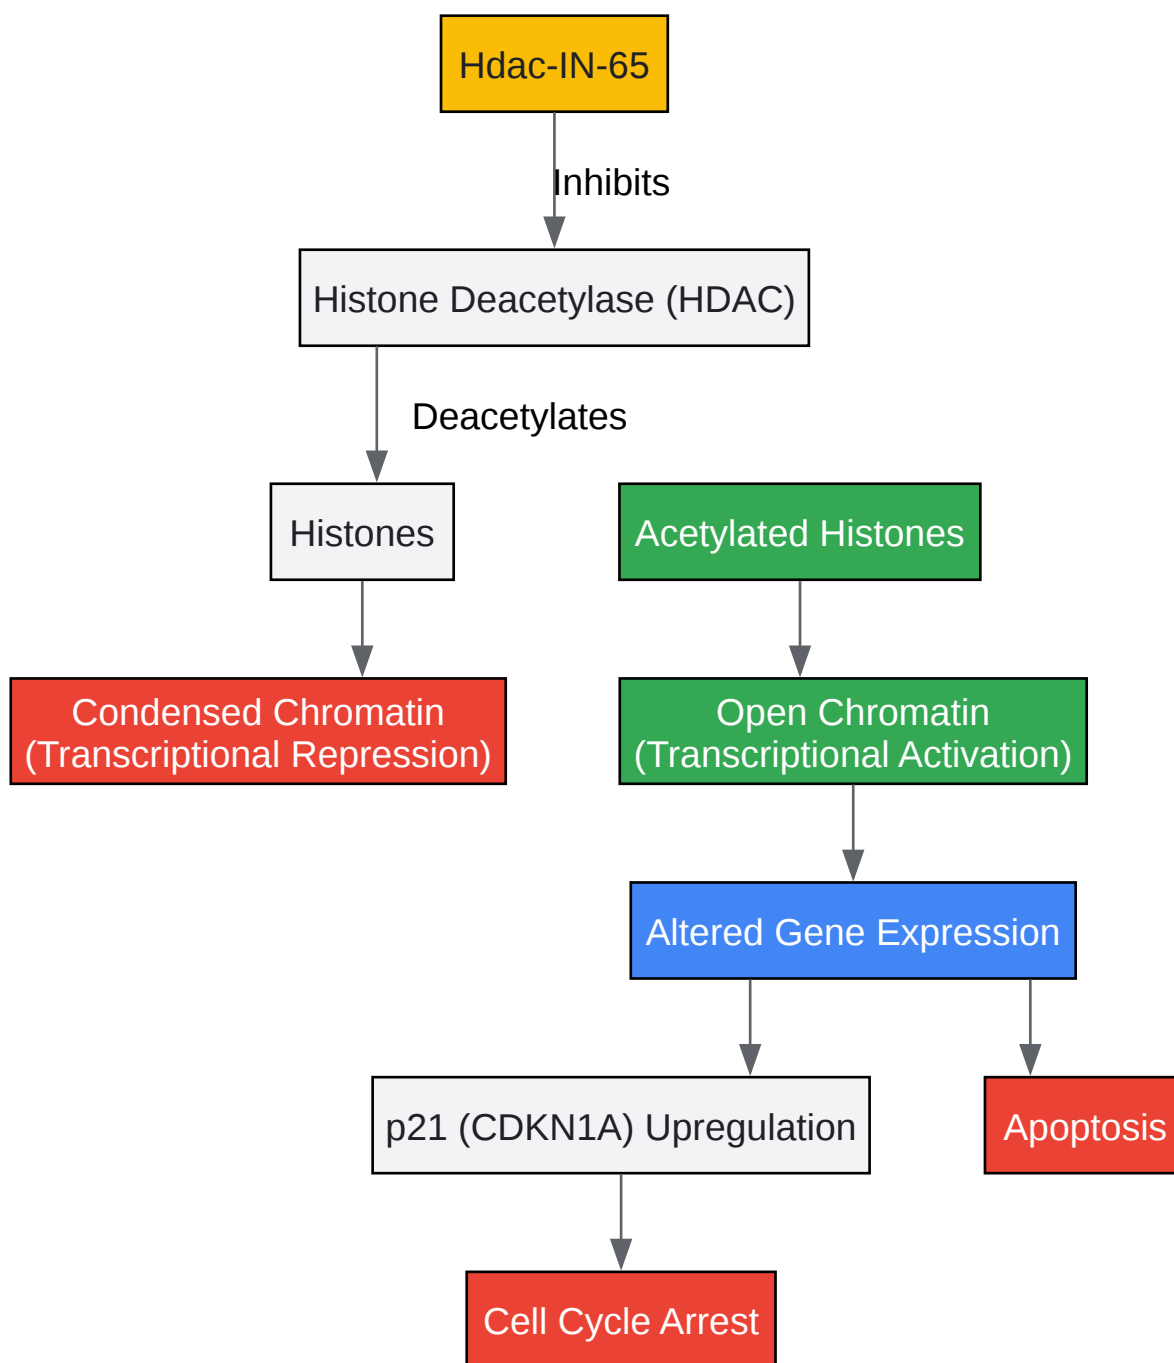 Hdac-IN-65
Inhibits
Histone Deacetylase (HDAC)
Deacetylates
Histones
Acetylated Histones
Condensed Chromatin
(Transcriptional Repression)
Open Chromatin
(Transcriptional Activation)
Altered Gene Expression
p21 (CDKN1A) Upregulation
Apoptosis
Cell Cycle Arrest